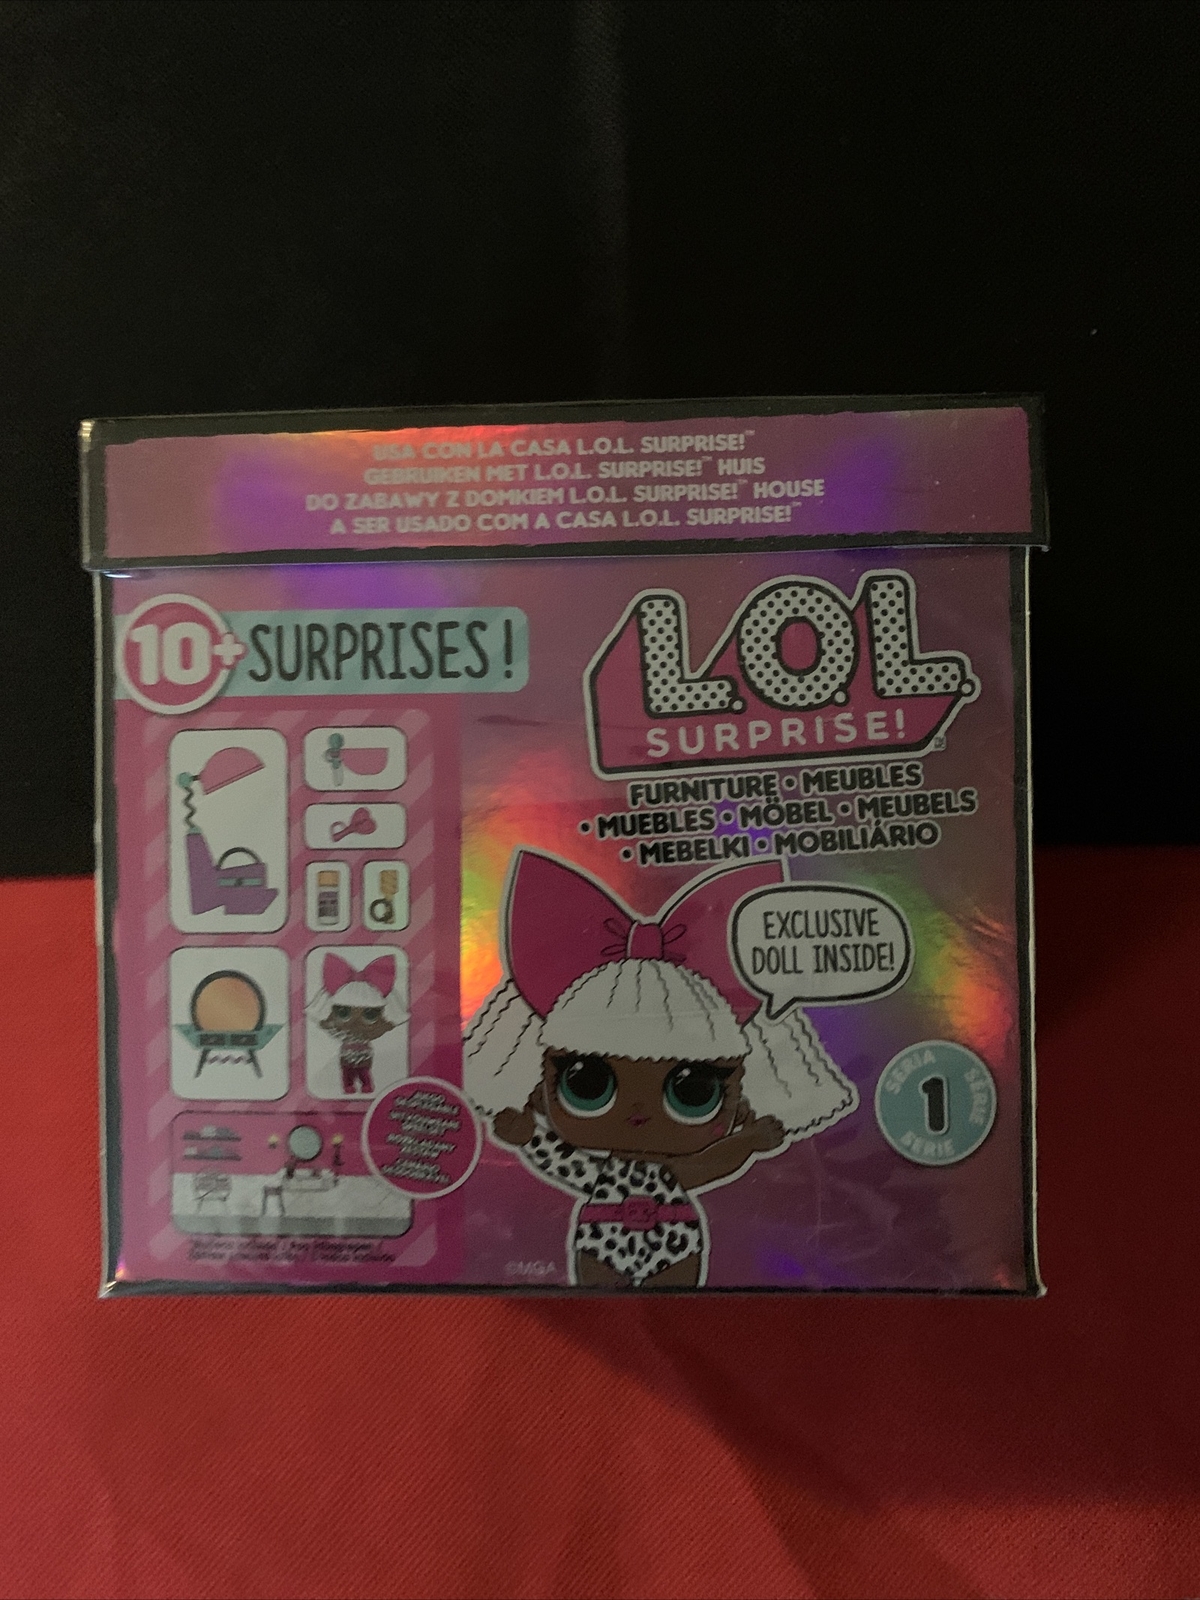 USA CON LA CASA L.O.L. SURPRISE!™
GEBRUIKEN MET L.O.L. SURPRISE!™ HUIS
DO ZABAWY Z DOMKIEM L.O.L. SURPRISE!™ HOUSE
A SER USADO COM A CASA L.O.L. SURPRISE!™
10+ SURPRISES!
L.O.L.
SURPRISE!
FURNITURE • MEUBLES
• MUEBLES • MÖBEL • MEUBELS
• MEBELKI • MOBILIÁRIO
EXCLUSIVE
DOLL INSIDE!
SERIA SÉRIE
1
SERIE
©MGA